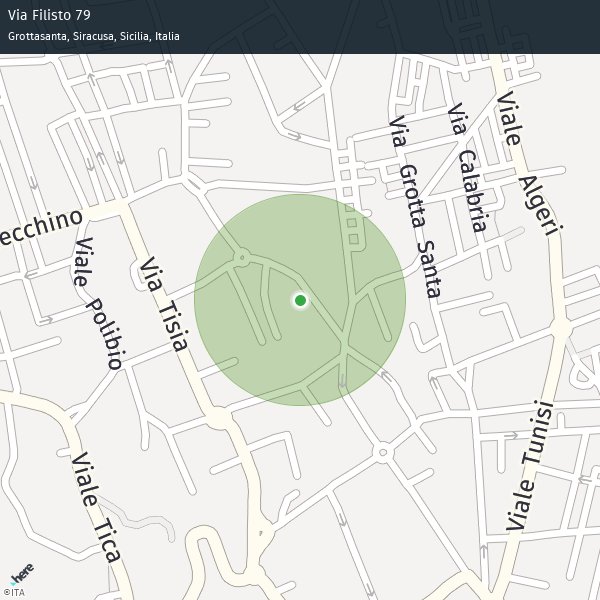 Via Filisto 79
Grottasanta, Siracusa, Sicilia, Italia
Viale Algeri
Via Calabria
Via Grotta Santa
ecchino
Viale Polibio
Via Tisia
Viale Tunisi
Viale Tica
here
©ITA